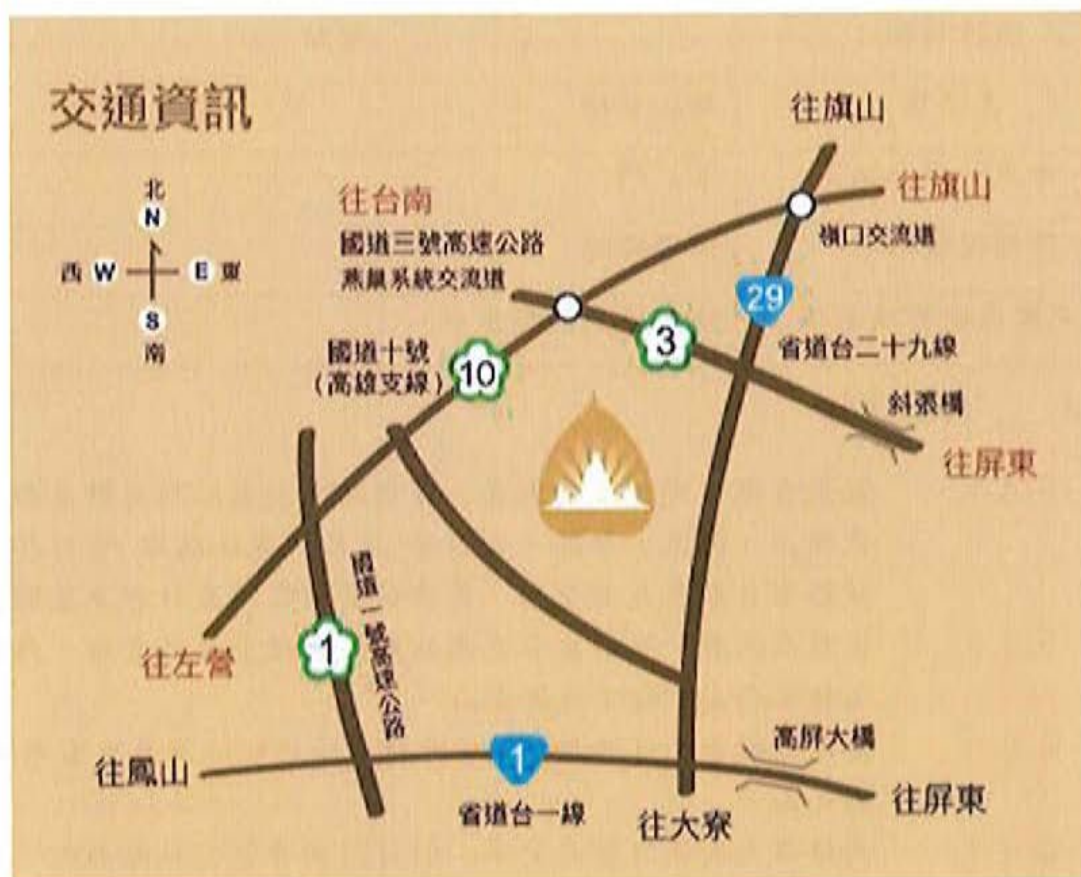 交通資訊
往旗山
北
N
西 W E 東
S
南
往台南
國道三號高速公路
燕巢系統交流道
往旗山
嶺口交流道
29
3
省道台二十九線
國道十號
(高雄支線)
10
斜張橋
往屏東
往左營
1
國道一號高速公路
高屏大橋
往鳳山
1
省道台一線
往大寮
往屏東